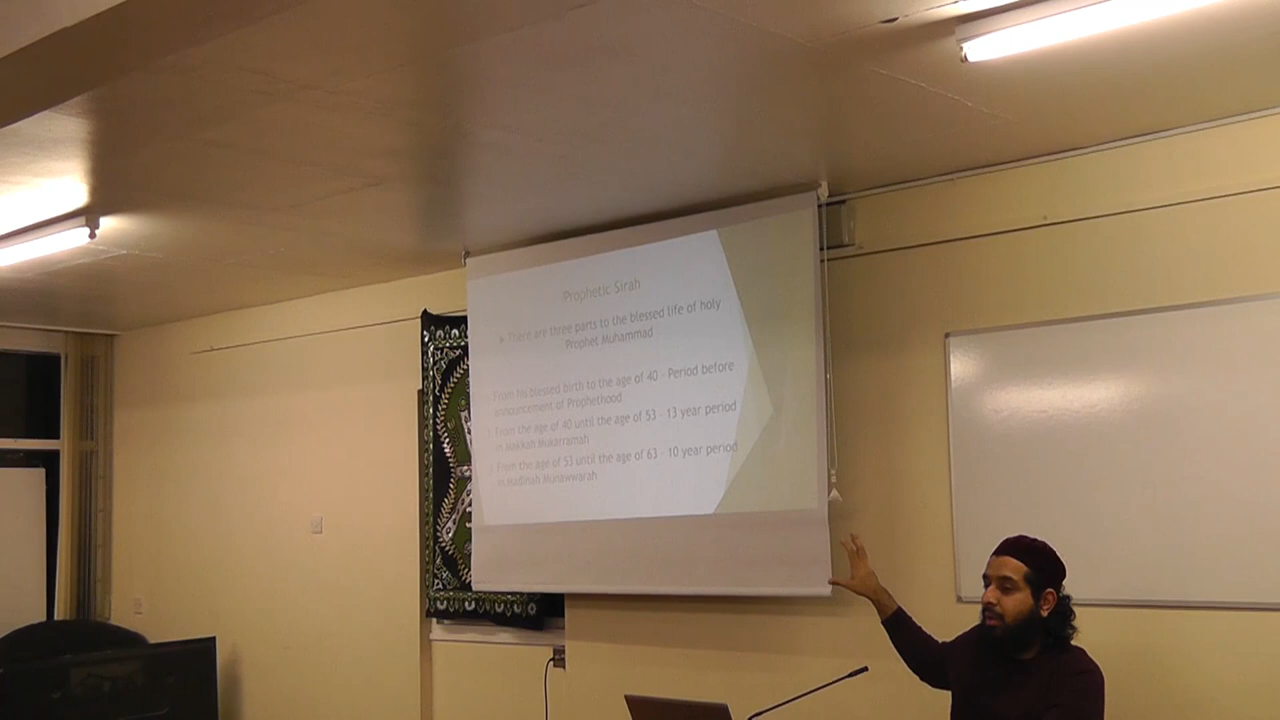 Prophetic Sirah
There are three parts to the blessed life of holy
Prophet Muhammad
From his blessed birth to the age of 40 - Period before
announcement of Prophethood
From the age of 40 until the age of 53 - 13 year period
in Makkah Mukarramah
From the age of 53 until the age of 63 - 10 year period
in Madinah Munawwarah